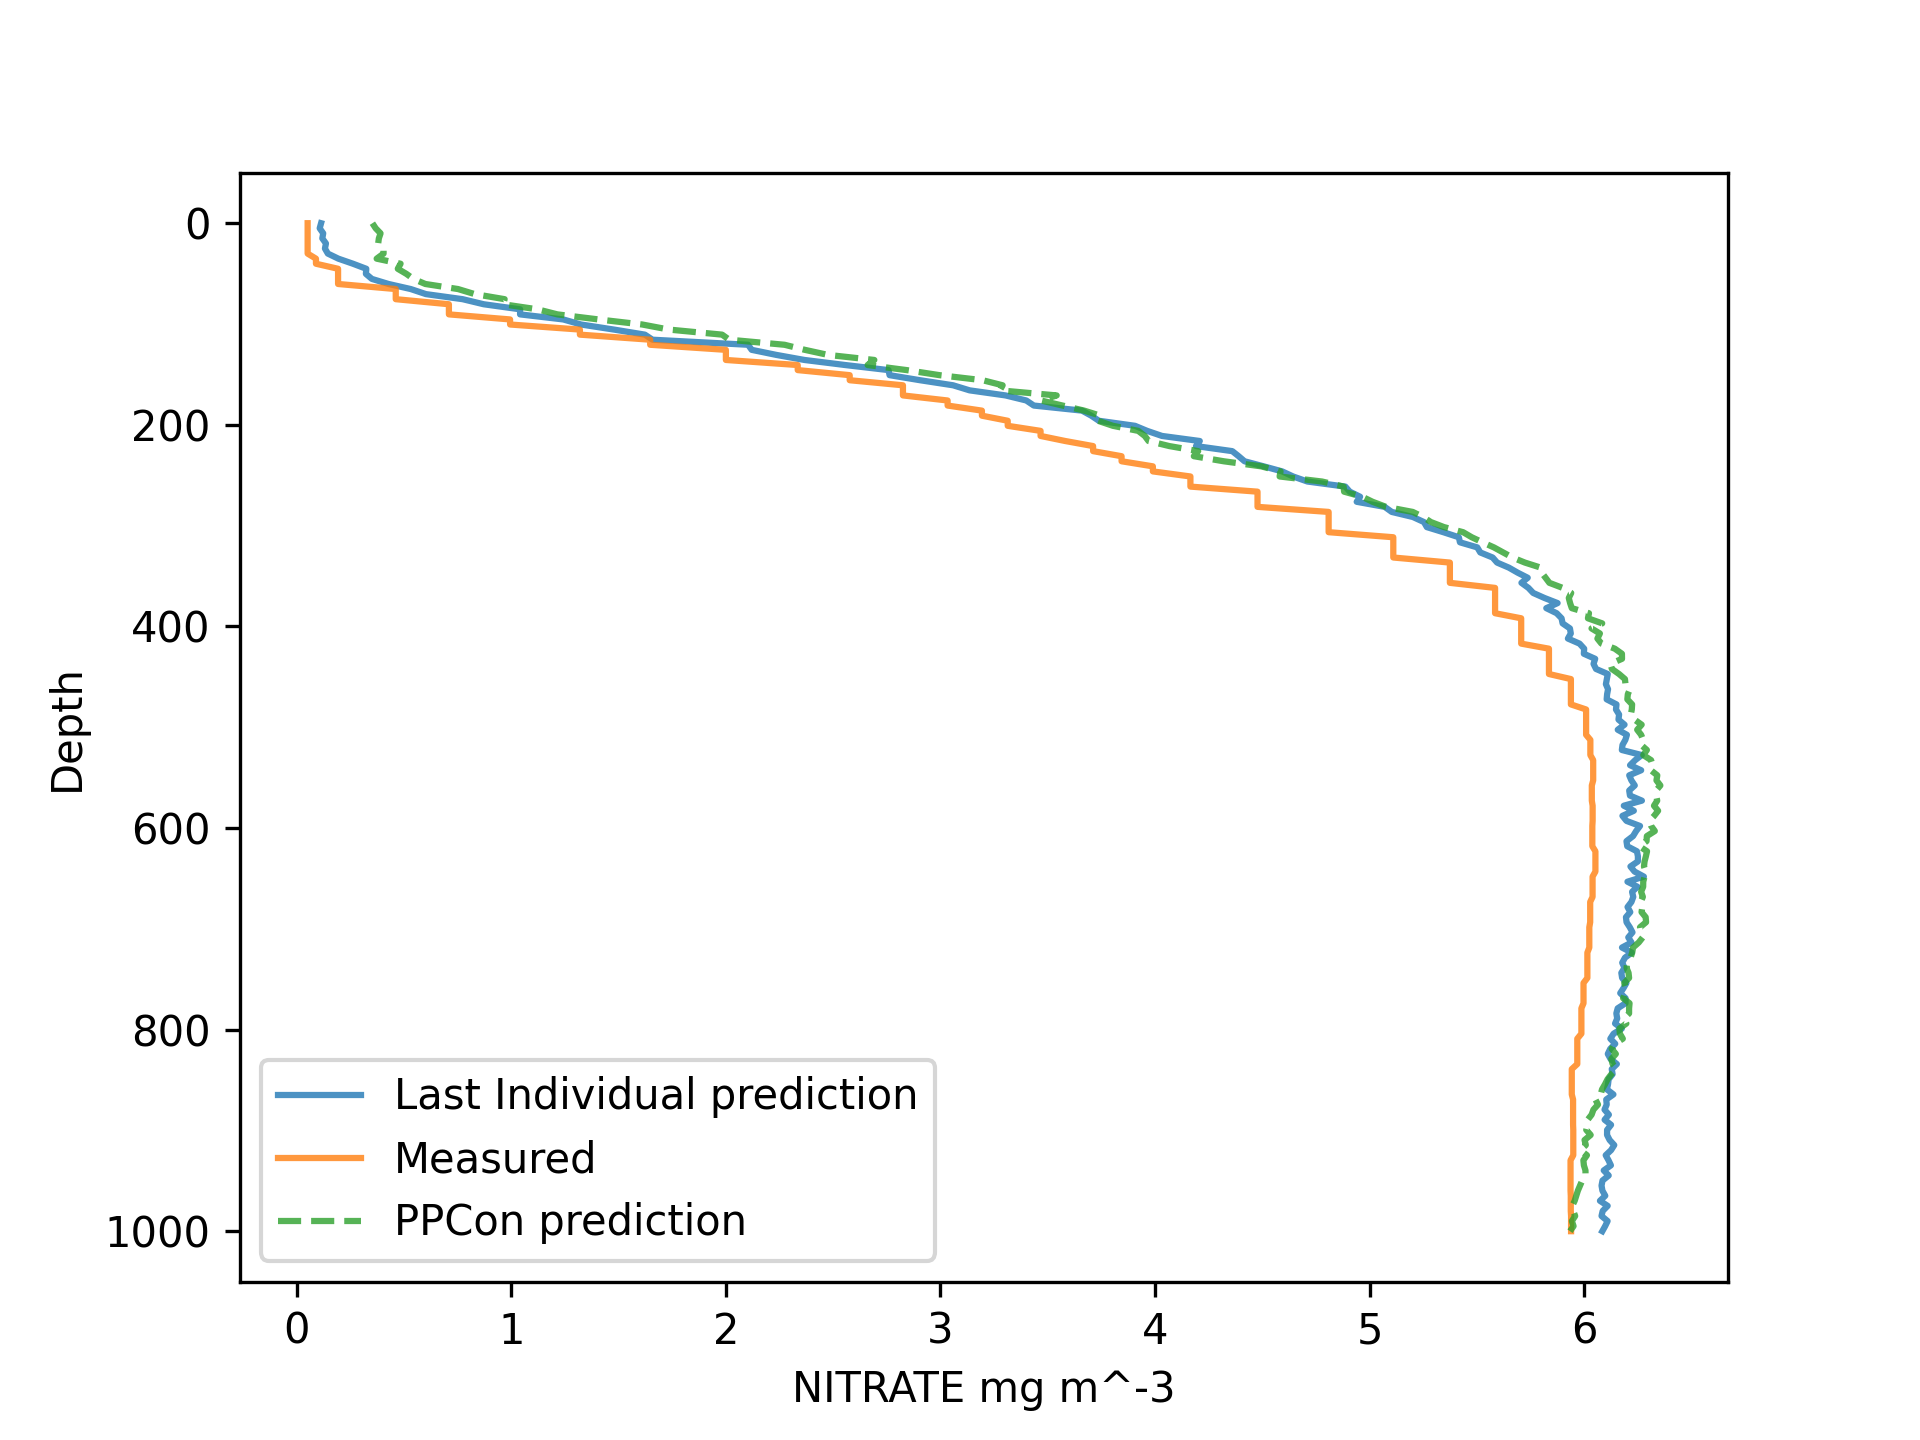 0
200
400
600
800
1000
Depth
Last Individual prediction
Measured
PPCon prediction
0 1 2 3 4 5 6
NITRATE mg m^-3